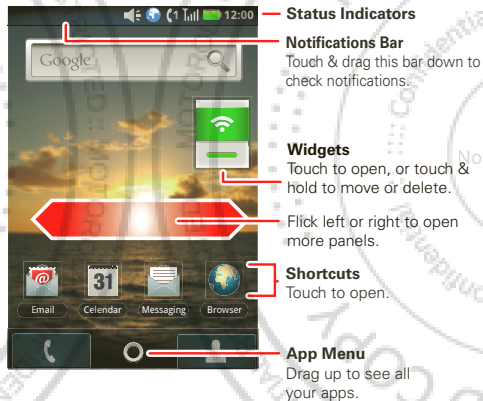 12:00
Status Indicators
Google
Notifications Bar
Touch & drag this bar down to
check notifications.
Widgets
Touch to open, or touch &
hold to move or delete.
Flick left or right to open
more panels.
31
Email
Celendar
Messaging
Browser
Shortcuts
Touch to open.
App Menu
Drag up to see all
your apps.